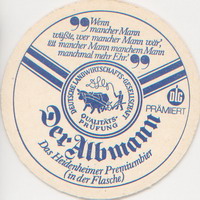 "Wenn
mancher Mann
wüßte, wer mancher Mann wär',
tät mancher Mann manchem Mann
manchmal mehr Ehr'."
DEUTSCHE LANDWIRTSCHAFTS-GESELLSCHAFT
QUALITÄTS-
PRÜFUNG
DLG
PRÄMIERT
Der Albmann
Das Heidenheimer Premiumbier
(in der Flasche)